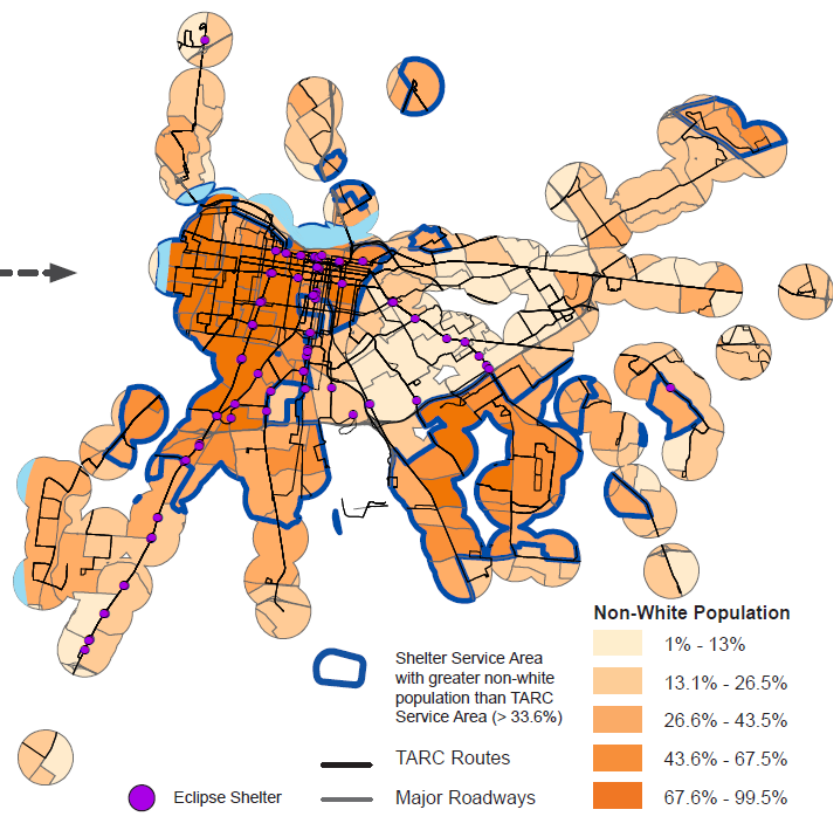 Non-White Population
1% - 13%
Shelter Service Area
with greater non-white
population than TARC
Service Area (> 33.6%)
13.1% - 26.5%
26.6% - 43.5%
TARC Routes
43.6% - 67.5%
Eclipse Shelter
Major Roadways
67.6% - 99.5%